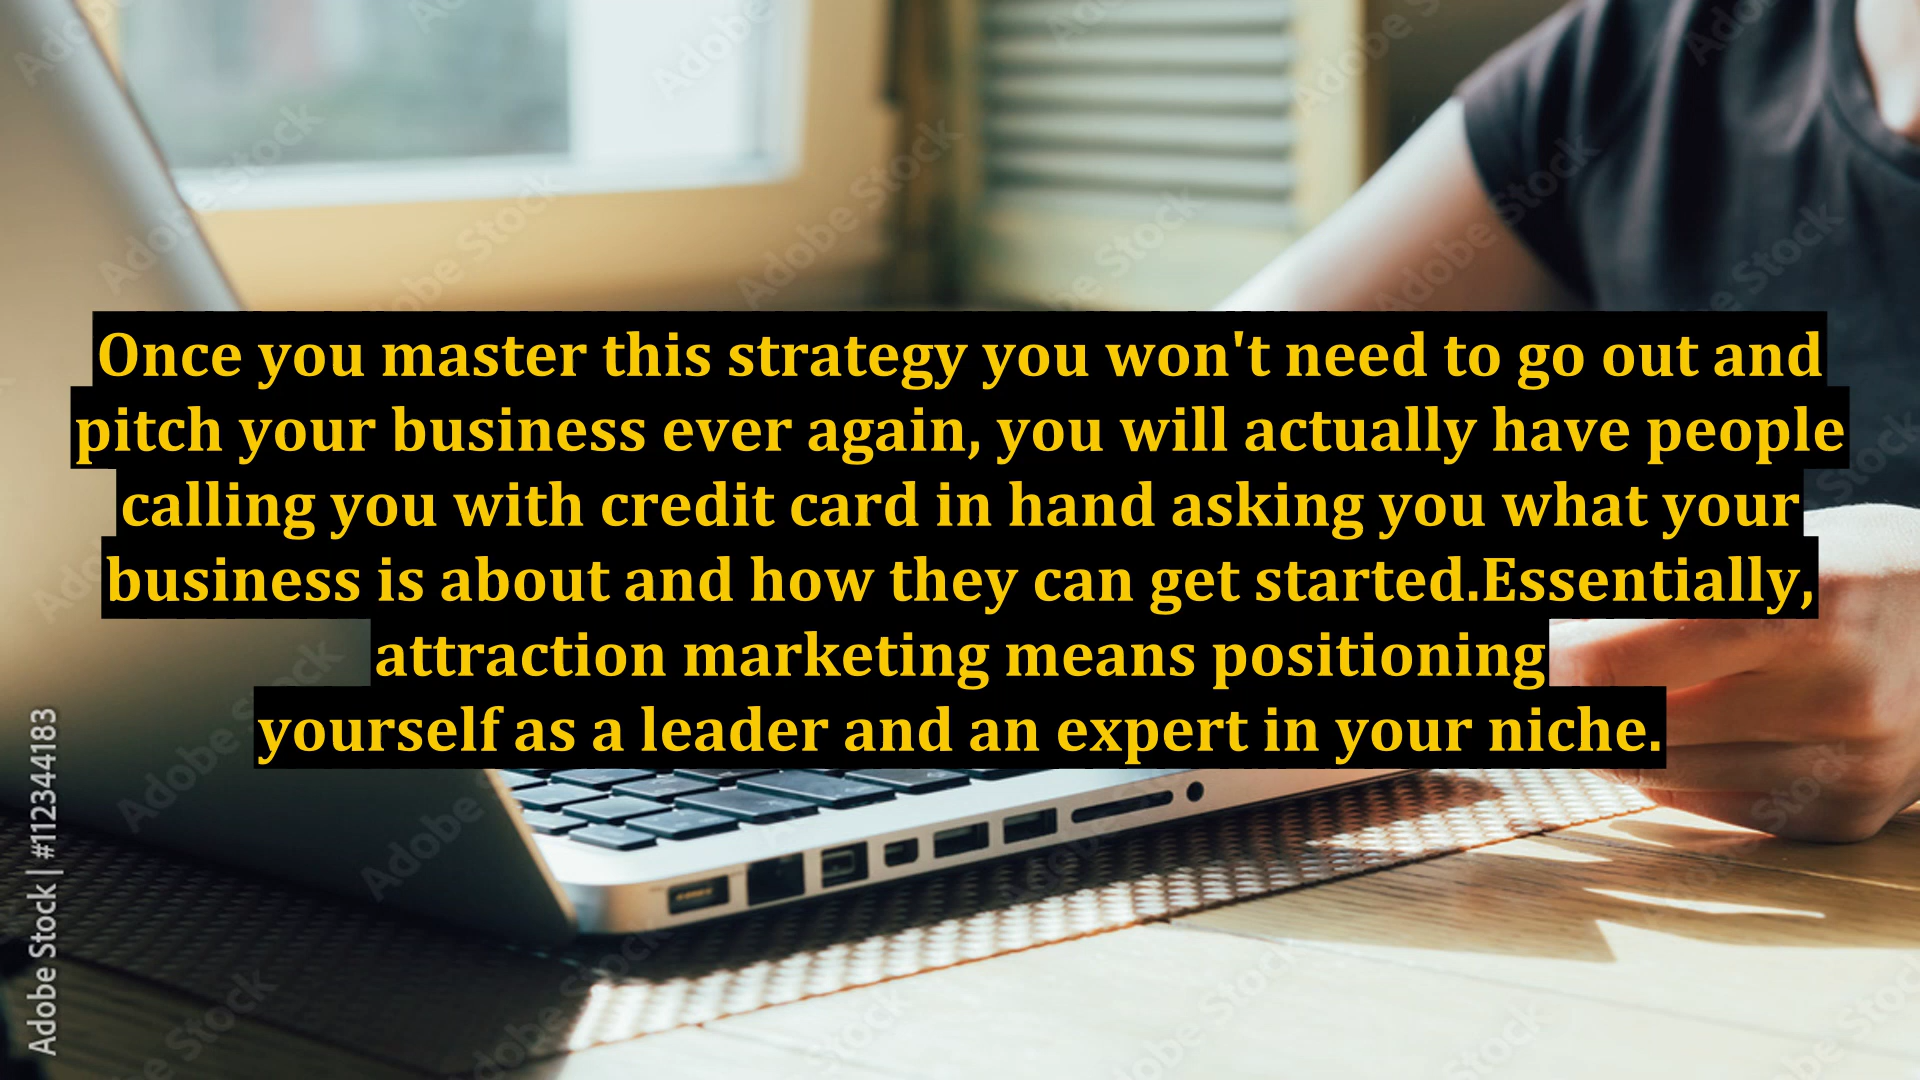 Once you master this strategy you won't need to go out and
pitch your business ever again, you will actually have people
calling you with credit card in hand asking you what your
business is about and how they can get started.Essentially,
attraction marketing means positioning
yourself as a leader and an expert in your niche.
Adobe Stock | #112344183
Adobe Stock